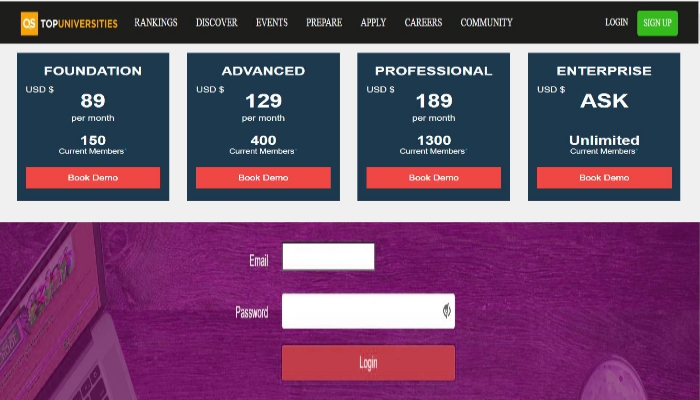 QS TOPUNIVERSITIES RANKINGS DISCOVER EVENTS PREPARE APPLY CAREERS COMMUNITY LOGIN SIGN UP
FOUNDATION
USD $
89
per month
150
Current Members*
Book Demo
ADVANCED
USD $
129
per month
400
Current Members*
Book Demo
PROFESSIONAL
USD $
189
per month
1300
Current Members*
Book Demo
ENTERPRISE
USD $
ASK
Unlimited
Current Members*
Book Demo
Email
Password
Login